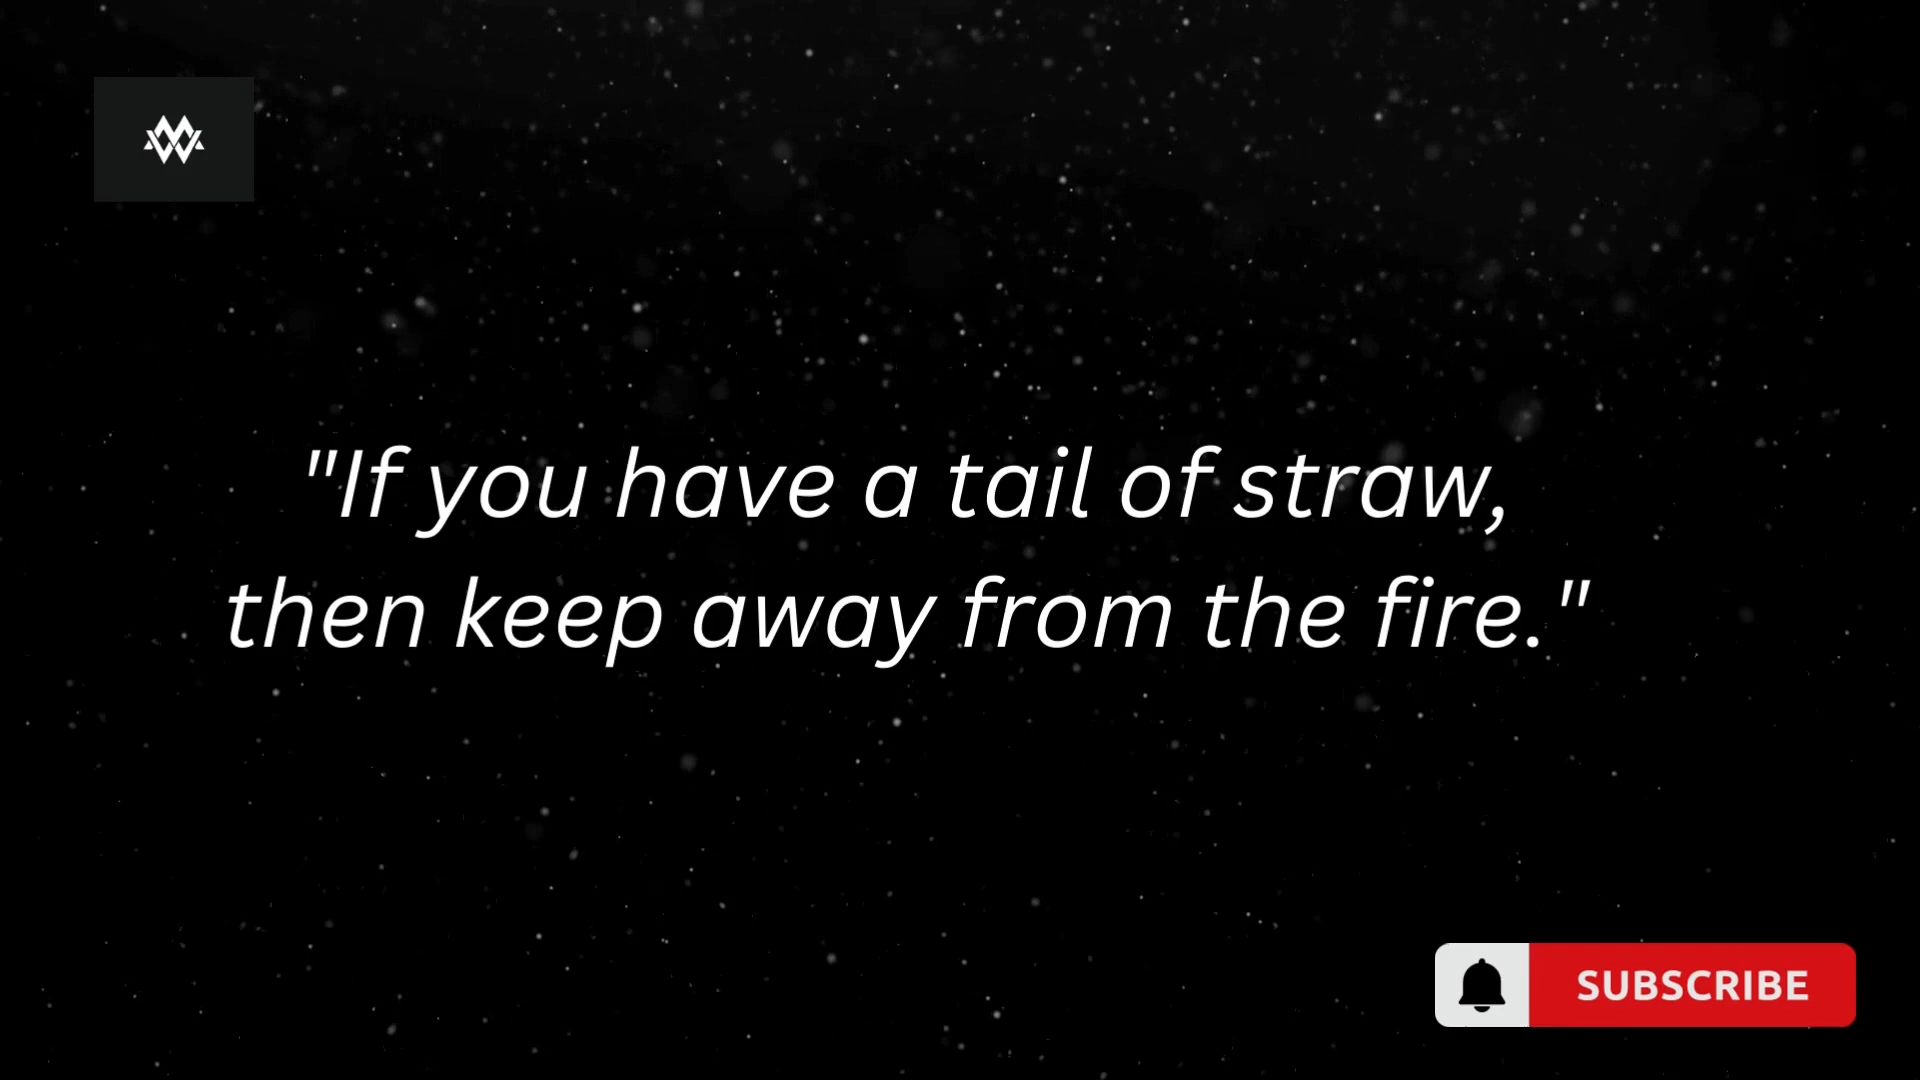 "If you have a tail of straw,
then keep away from the fire."
SUBSCRIBE